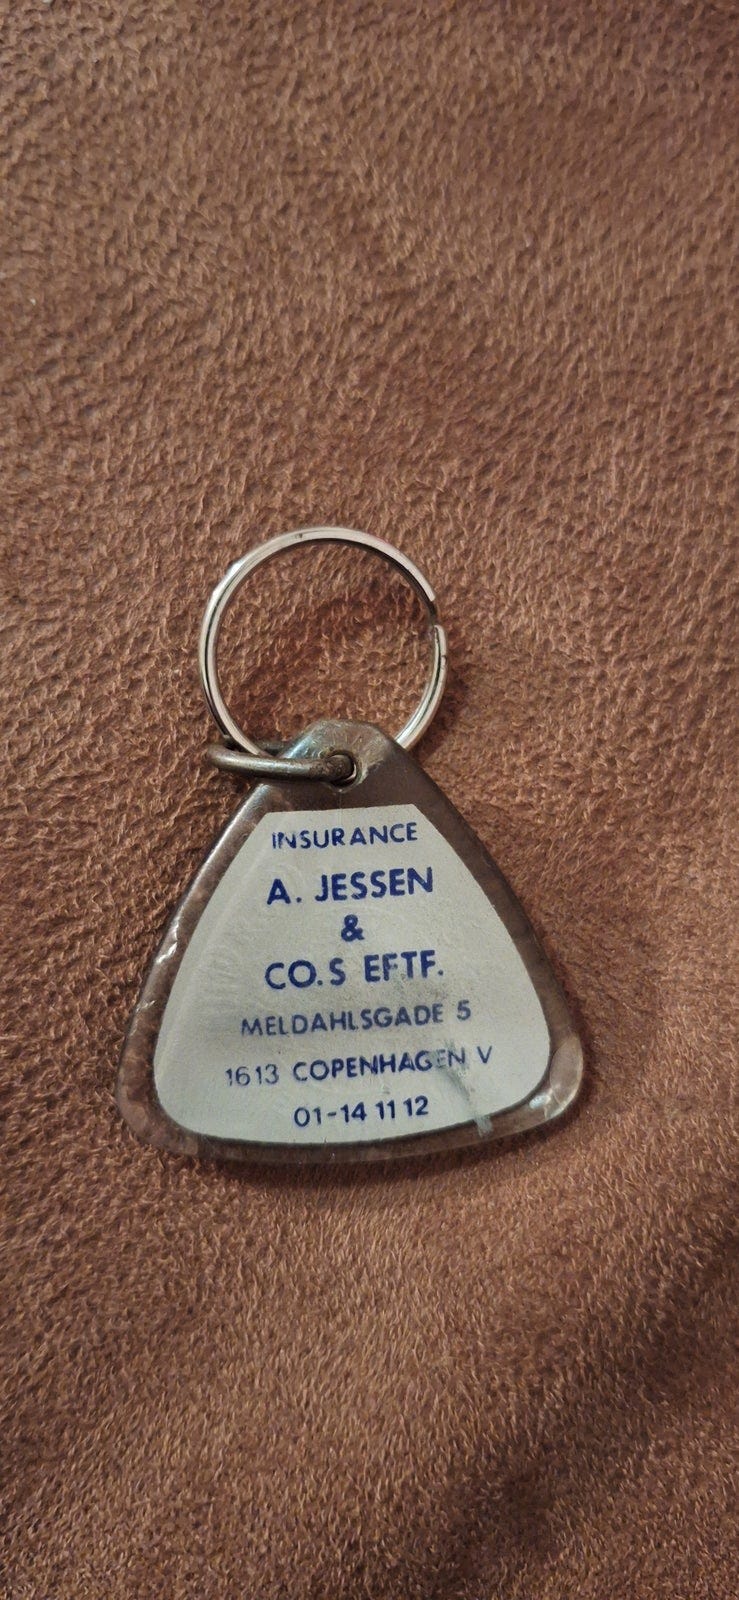 INSURANCE
A. JESSEN
&
CO.S EFTF.
MELDAHLSGADE 5
1613 COPENHAGEN V
01-14 11 12